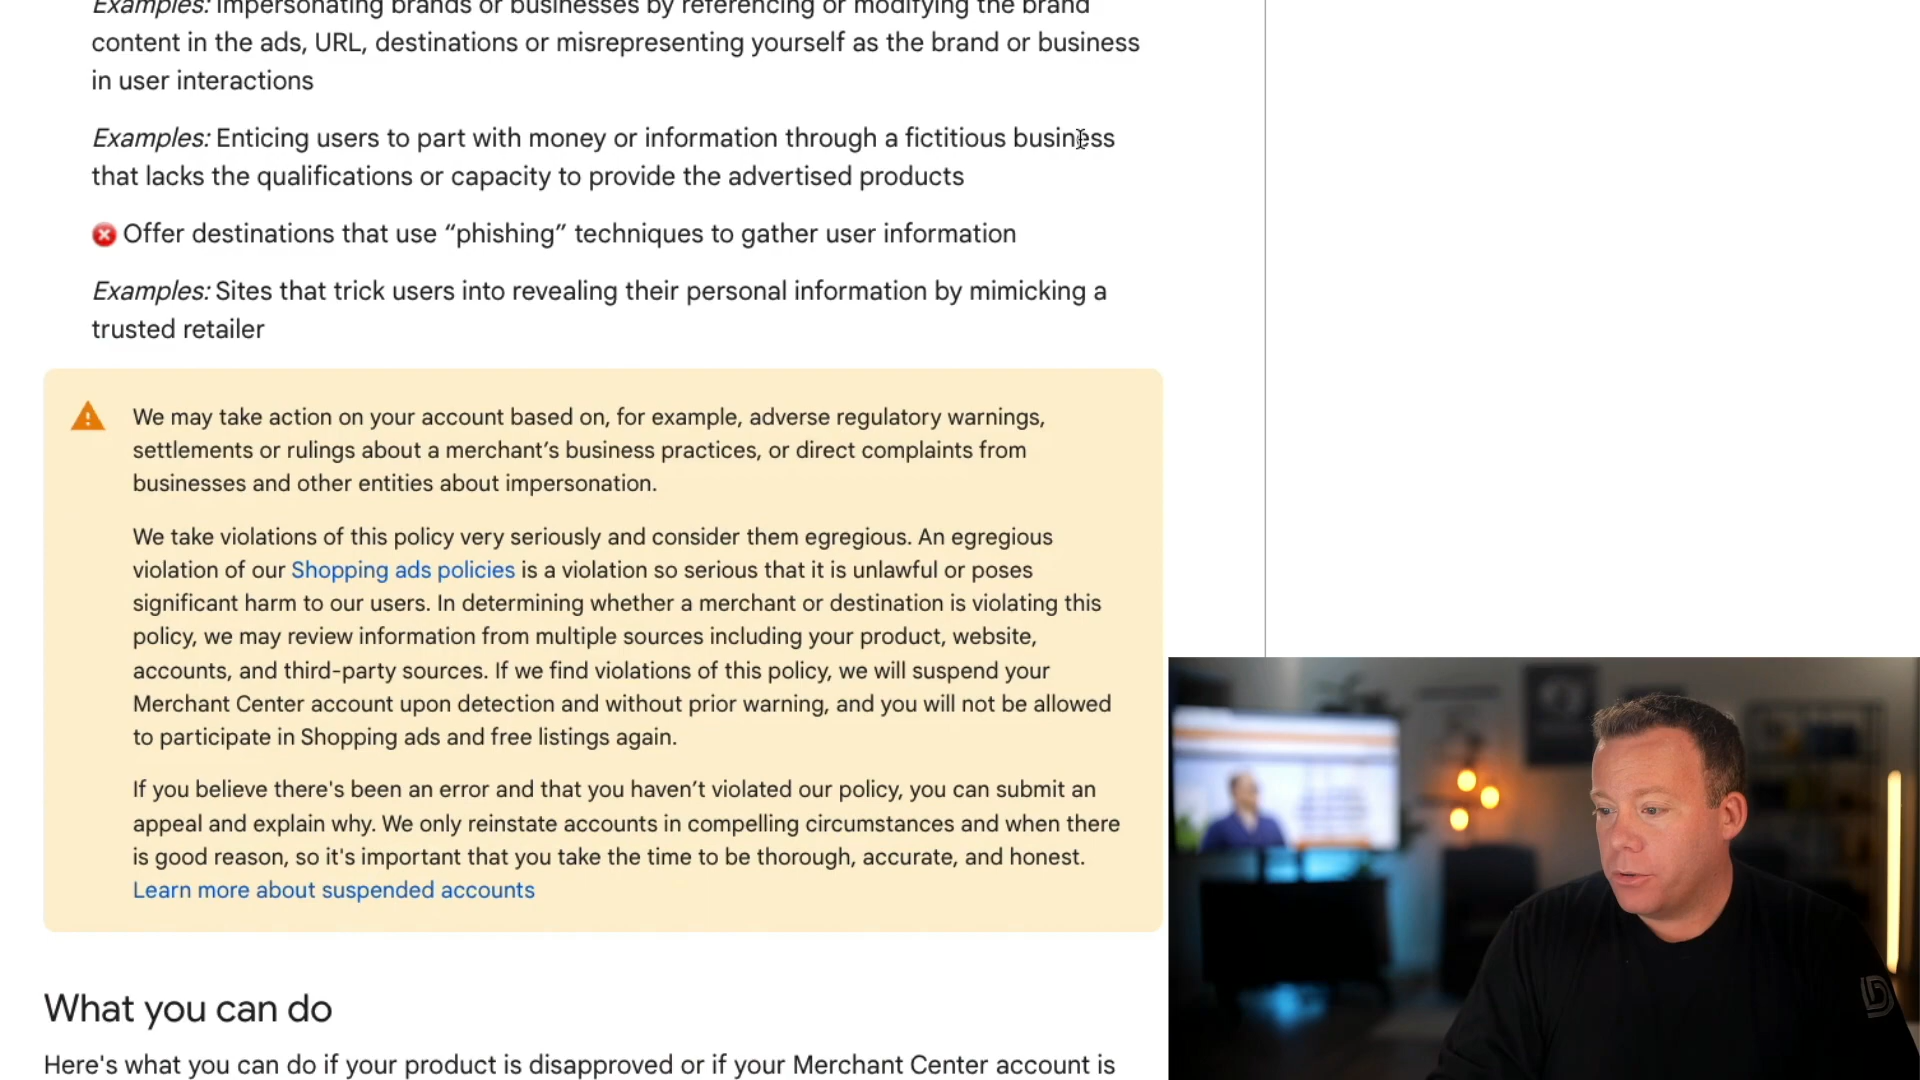 Examples: Impersonating brands or businesses by referencing or modifying the brand
content in the ads, URL, destinations or misrepresenting yourself as the brand or business
in user interactions
Examples: Enticing users to part with money or information through a fictitious business
that lacks the qualifications or capacity to provide the advertised products
Offer destinations that use “phishing” techniques to gather user information
Examples: Sites that trick users into revealing their personal information by mimicking a
trusted retailer
We may take action on your account based on, for example, adverse regulatory warnings,
settlements or rulings about a merchant’s business practices, or direct complaints from
businesses and other entities about impersonation.
We take violations of this policy very seriously and consider them egregious. An egregious
violation of our Shopping ads policies is a violation so serious that it is unlawful or poses
significant harm to our users. In determining whether a merchant or destination is violating this
policy, we may review information from multiple sources including your product, website,
accounts, and third-party sources. If we find violations of this policy, we will suspend your
Merchant Center account upon detection and without prior warning, and you will not be allowed
to participate in Shopping ads and free listings again.
If you believe there's been an error and that you haven’t violated our policy, you can submit an
appeal and explain why. We only reinstate accounts in compelling circumstances and when there
is good reason, so it's important that you take the time to be thorough, accurate, and honest.
Learn more about suspended accounts
What you can do
Here's what you can do if your product is disapproved or if your Merchant Center account is